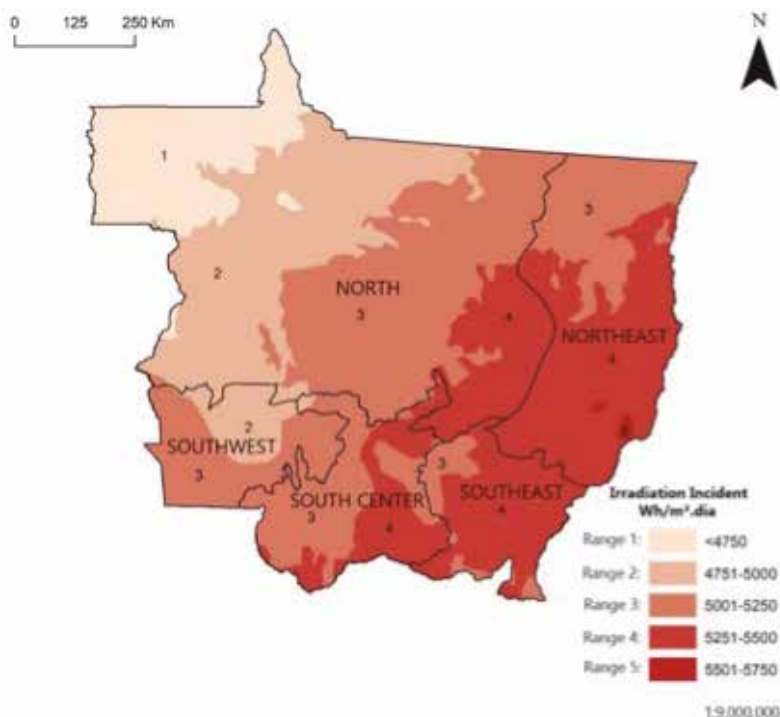 0 125 250 Km
N
1
3
2
NORTH
3
4
NORTHEAST
4
2
SOUTHWEST
3
3
SOUTH CENTER
3
4
SOUTHEAST
4
Irradiation Incident
Wh/m².dia
Range 1: <4750
Range 2: 4751-5000
Range 3: 5001-5250
Range 4: 5251-5500
Range 5: 5501-5750
1:9,000,000